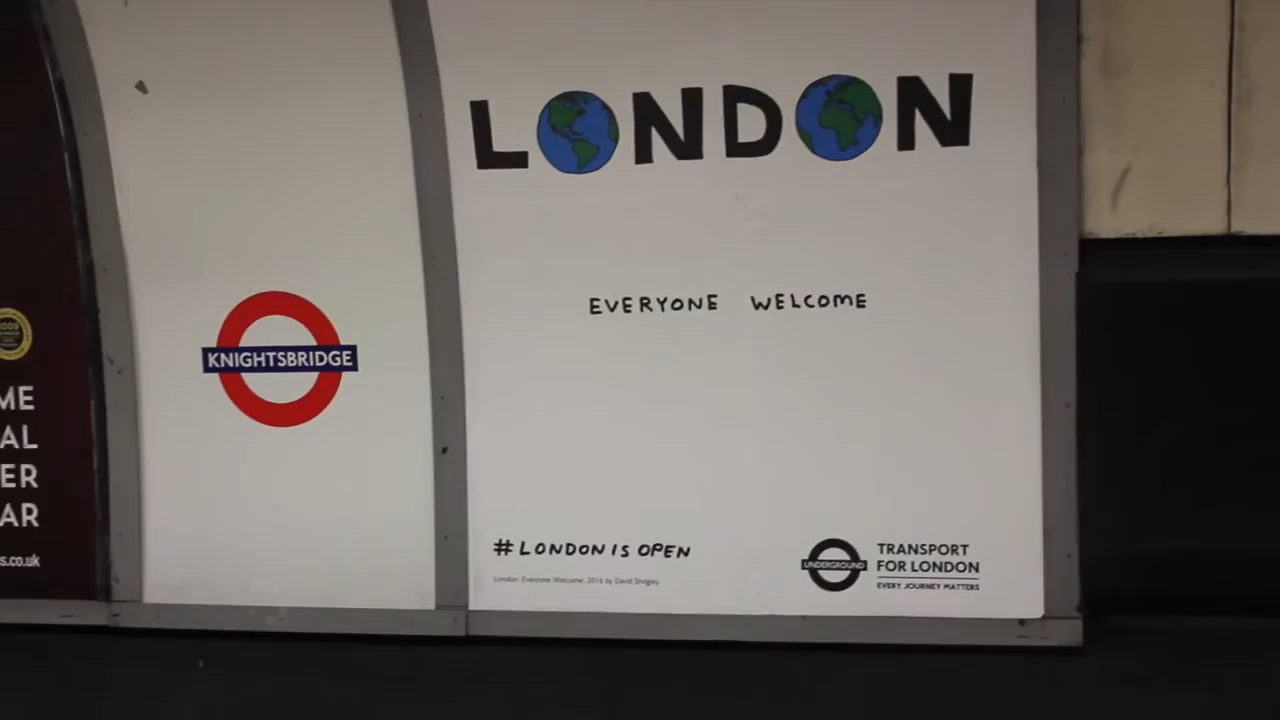 2009
ME
AL
ER
AR
s.co.uk
KNIGHTSBRIDGE
LONDON
EVERYONE WELCOME
#LONDON IS OPEN
London: Everyone Welcome: 2016 by David Shrigley
UNDERGROUND
TRANSPORT
FOR LONDON
EVERY JOURNEY MATTERS